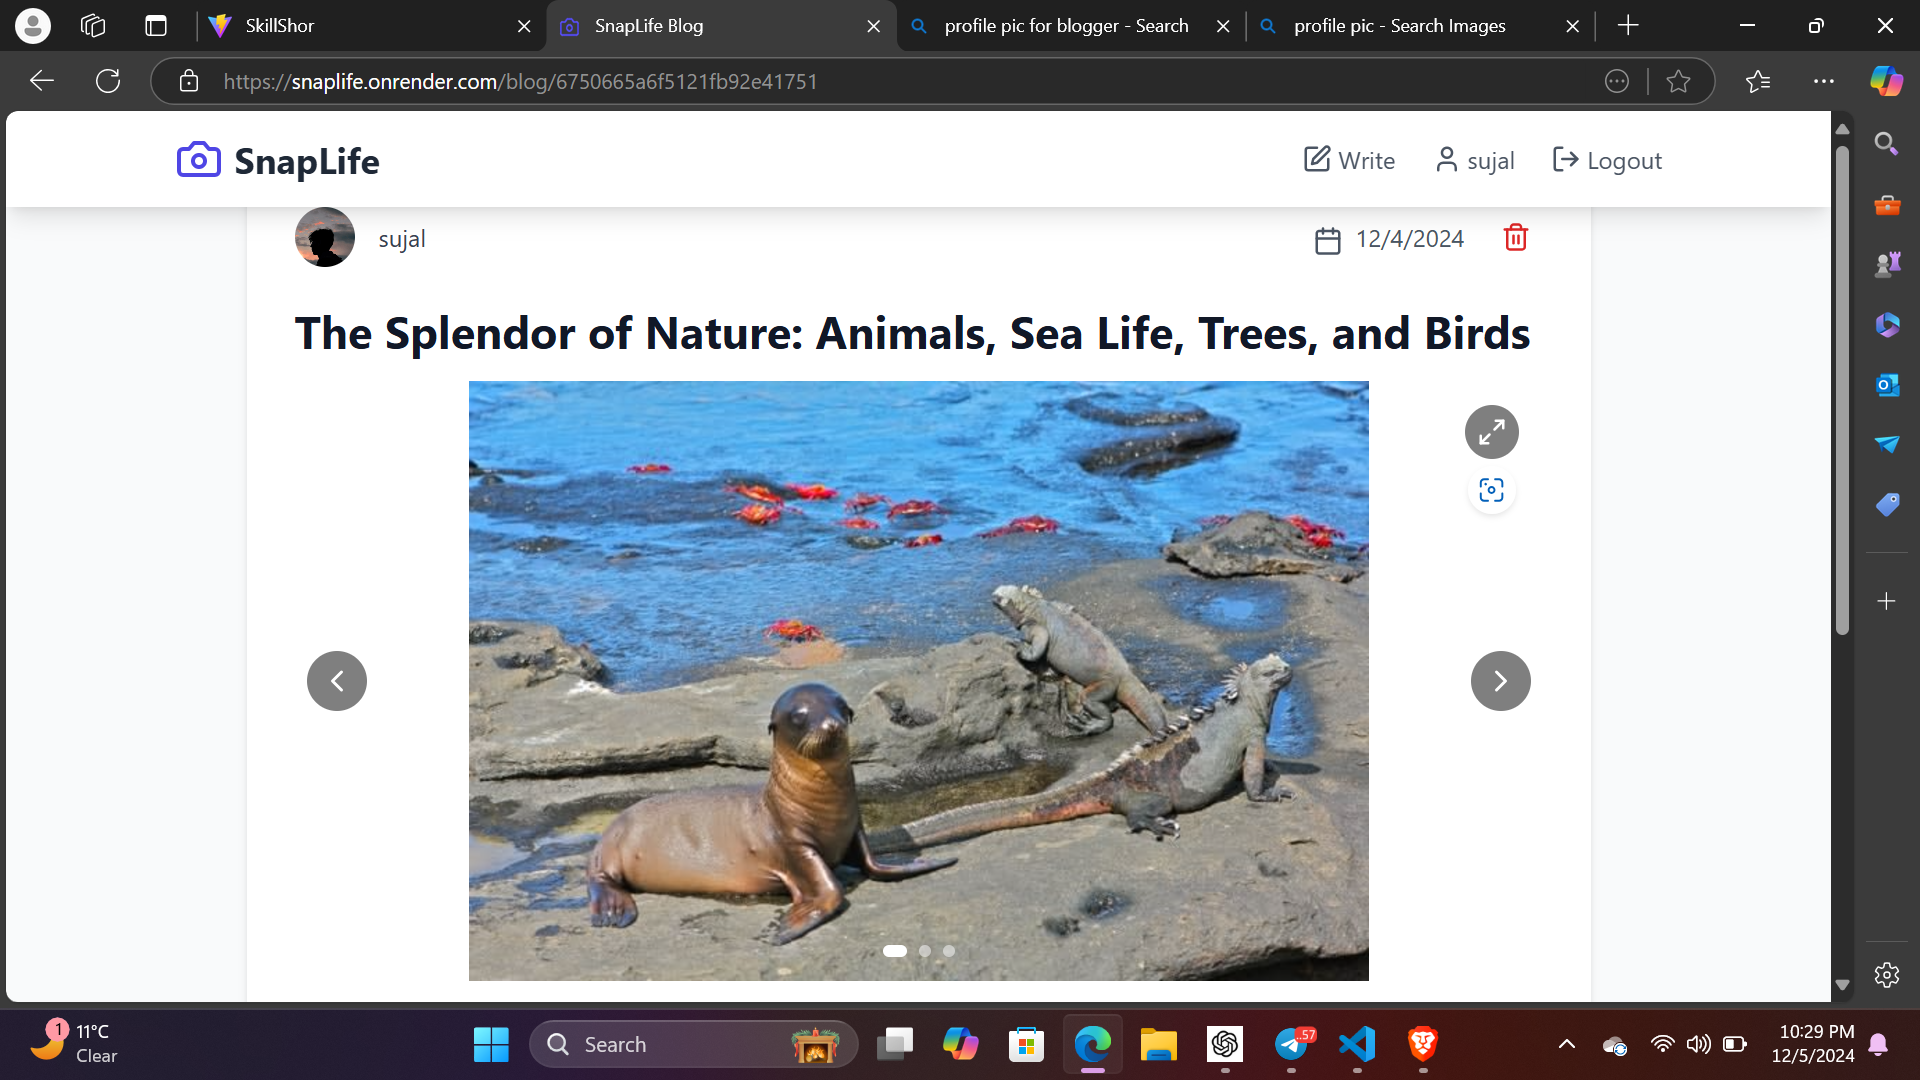 SkillShor
SnapLife Blog
profile pic for blogger - Search
profile pic - Search Images
https://snaplife.onrender.com/blog/6750665a6f5121fb92e41751
SnapLife
Write
sujal
Logout
sujal
12/4/2024
The Splendor of Nature: Animals, Sea Life, Trees, and Birds
1
11°C
Clear
Search
.57
10:29 PM
12/5/2024